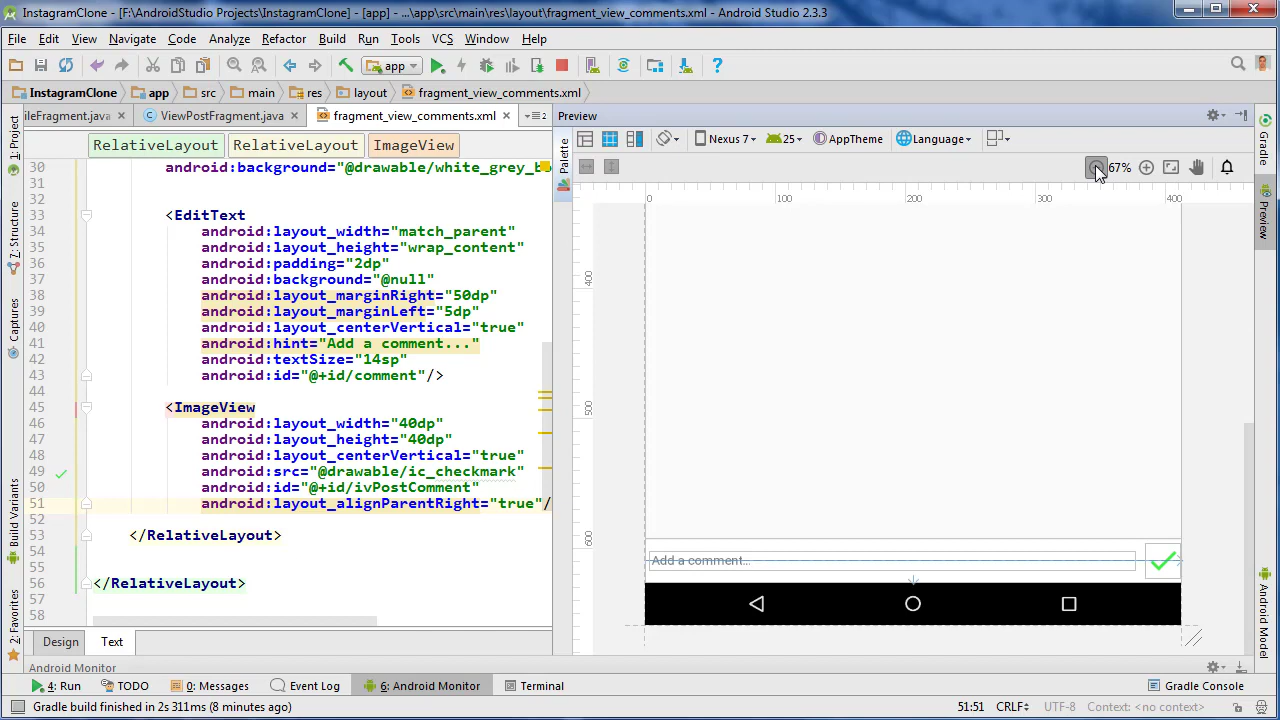 InstagramClone - [F:\AndroidStudio Projects\InstagramClone] - [app] - ...\app\src\main\res\layout\fragment_view_comments.xml - Android Studio 2.3.3
File Edit View Navigate Code Analyze Refactor Build Run Tools VCS Window Help
app
InstagramClone app src main res layout fragment_view_comments.xml
ileFragment.java ViewPostFragment.java fragment_view_comments.xml
RelativeLayout RelativeLayout ImageView
30 android:background="@drawable/white_grey_b
31
32
33 <EditText
34 android:layout_width="match_parent"
35 android:layout_height="wrap_content"
36 android:padding="2dp"
37 android:background="@null"
38 android:layout_marginRight="50dp"
39 android:layout_marginLeft="5dp"
40 android:layout_centerVertical="true"
41 android:hint="Add a comment..."
42 android:textSize="14sp"
43 android:id="@+id/comment"/>
44
45 <ImageView
46 android:layout_width="40dp"
47 android:layout_height="40dp"
48 android:layout_centerVertical="true"
49 android:src="@drawable/ic_checkmark"
50 android:id="@+id/ivPostComment"
51 android:layout_alignParentRight="true"/
52
53 </RelativeLayout>
54
55
56 </RelativeLayout>
57
58
Design Text
Preview
Nexus 7 25 AppTheme Language
67%
0 100 200 300 400
400
500
600
Add a comment...
1: Project
7: Structure
Captures
Build Variants
2: Favorites
Palette
Gradle
Preview
Android Model
Android Monitor
4: Run TODO 0: Messages Event Log 6: Android Monitor Terminal Gradle Console
Gradle build finished in 2s 311ms (8 minutes ago) 51:51 CRLF UTF-8 Context: <no context>